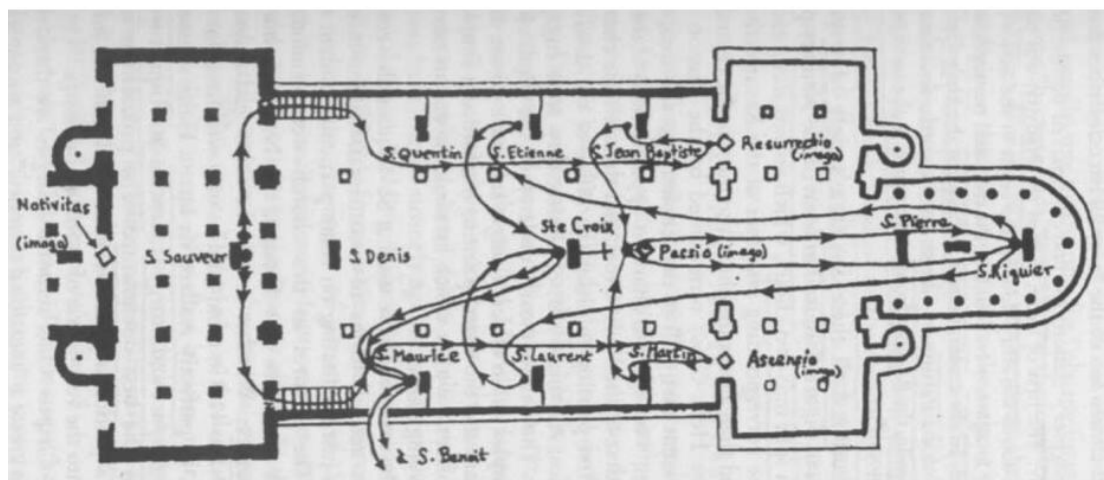 S. Quentin
S. Etienne
S. Jean Baptiste
Resurrectio
(imago)
Nativitas
(imago)
S. Sauveur
S. Denis
Ste Croix
Passio (imago)
S. Pierre
S. Riquier
S. Maurice
S. Laurent
S. Martin
Ascensio
(imago)
à S. Benoit